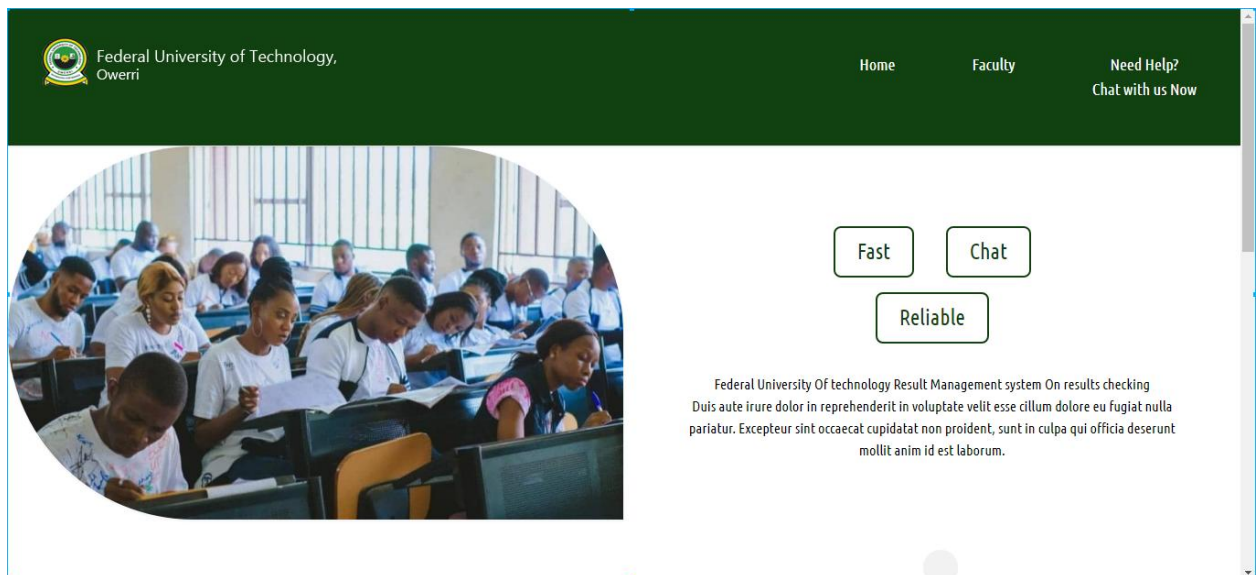 Federal University of Technology,
Owerri
Home
Faculty
Need Help?
Chat with us Now
Fast
Chat
Reliable
Federal University Of technology Result Management system On results checking
Duis aute irure dolor in reprehenderit in voluptate velit esse cillum dolore eu fugiat nulla
pariatur. Excepteur sint occaecat cupidatat non proident, sunt in culpa qui officia deserunt
mollit anim id est laborum.